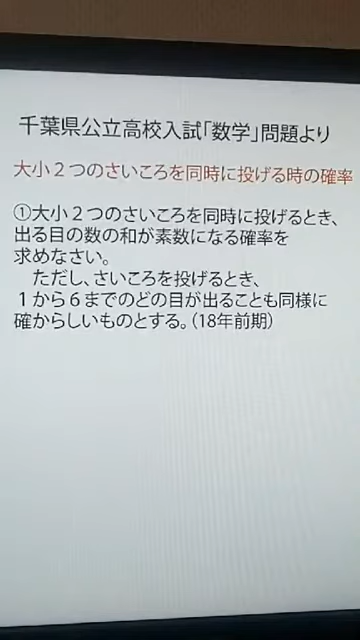 千葉県公立高校入試｢数学｣問題より
大小２つのさいころを同時に投げる時の確率
①大小２つのさいころを同時に投げるとき、
出る目の数の和が素数になる確率を
求めなさい。
ただし、さいころを投げるとき、
１から６までのどの目が出ることも同様に
確からしいものとする。(18年前期)